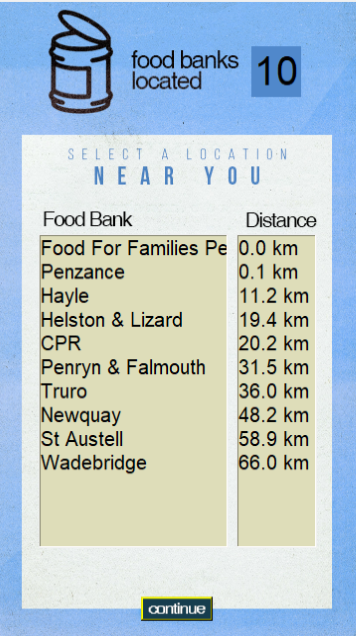 food banks
located
10
SELECT A LOCATION
NEAR YOU
Food Bank Distance
Food For Families Pe 0.0 km
Penzance 0.1 km
Hayle 11.2 km
Helston & Lizard 19.4 km
CPR 20.2 km
Penryn & Falmouth 31.5 km
Truro 36.0 km
Newquay 48.2 km
St Austell 58.9 km
Wadebridge 66.0 km
continue